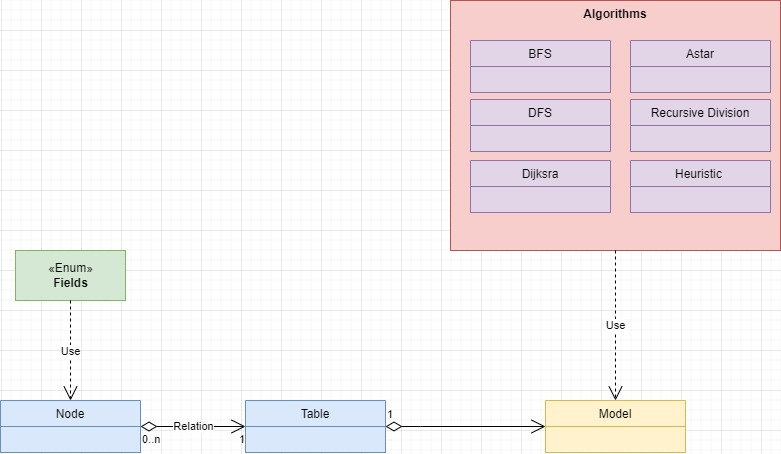 Algorithms
BFS
Astar
DFS
Recursive Division
Dijksra
Heuristic
«Enum»
Fields
Use
Use
Node
Table
1
Model
Relation
0..n
1